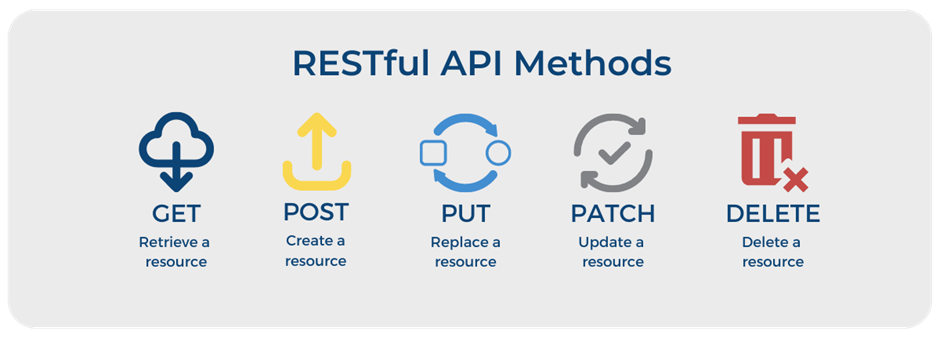 RESTful API Methods
GET
Retrieve a
resource
POST
Create a
resource
PUT
Replace a
resource
PATCH
Update a
resource
DELETE
Delete a
resource